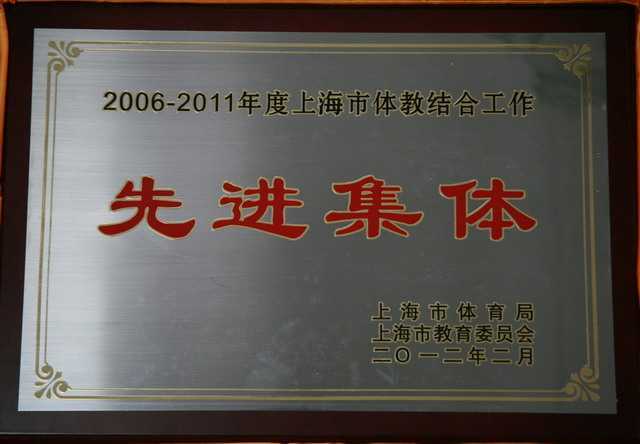 2006-2011年度上海市体教结合工作
先进集体
上海市体育局
上海市教育委员会
二〇一二年二月